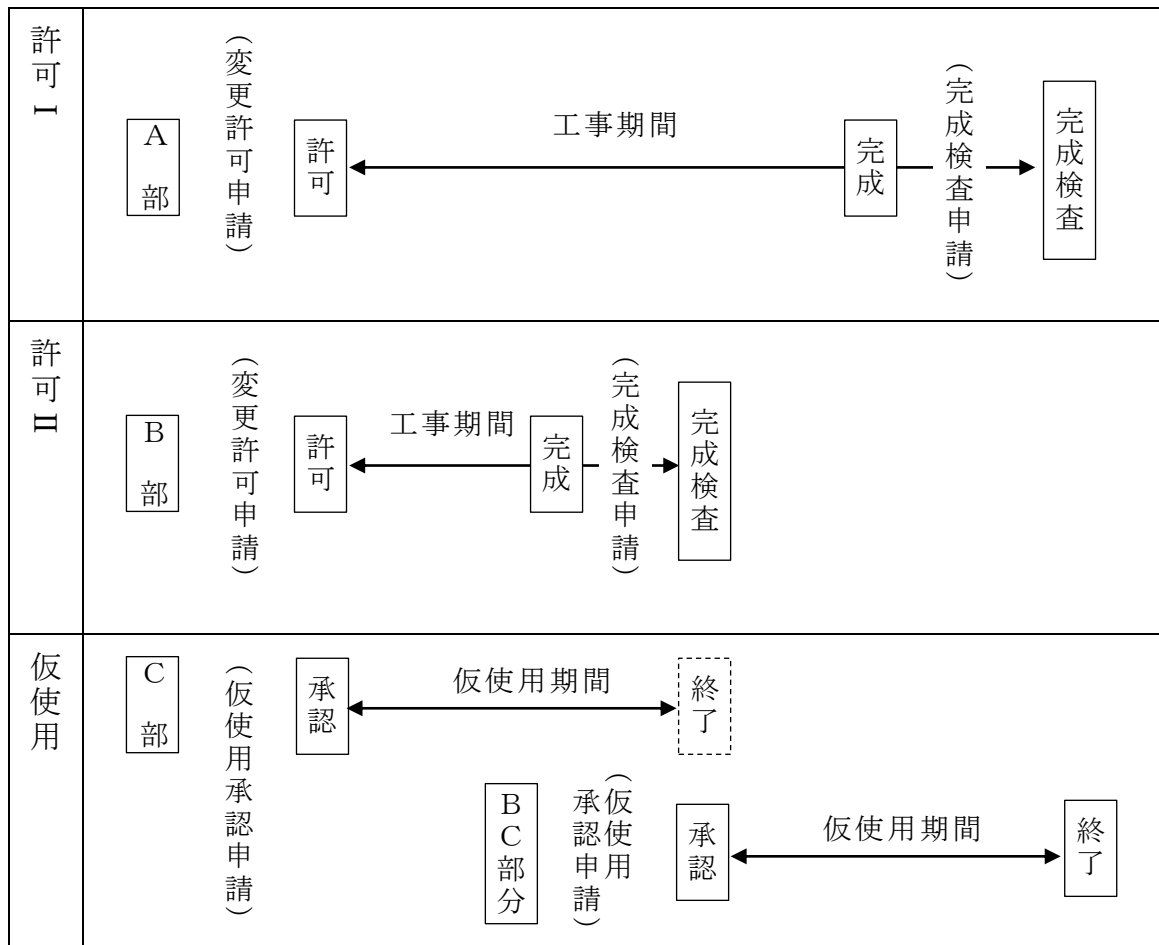 許可Ⅰ
A部
（変更許可申請）
許可
工事期間
完成
（完成検査申請）
完成検査
許可Ⅱ
B部
（変更許可申請）
許可
工事期間
完成
（完成検査申請）
完成検査
仮使用
C部
（仮使用承認申請）
承認
仮使用期間
終了
BC部分
（仮使用
承認申請）
承認
仮使用期間
終了